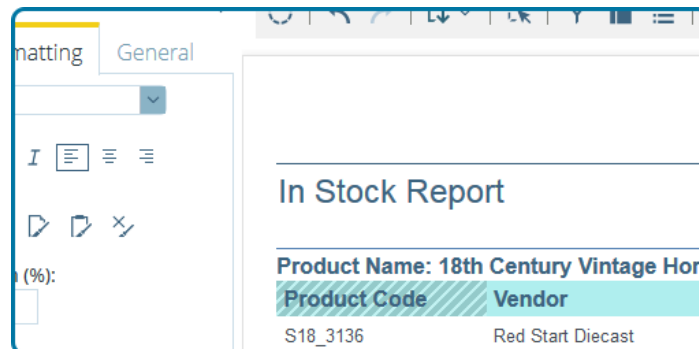 matting General
In Stock Report
(%):
Product Name: 18th Century Vintage Hor
Product Code Vendor
S18_3136 Red Start Diecast